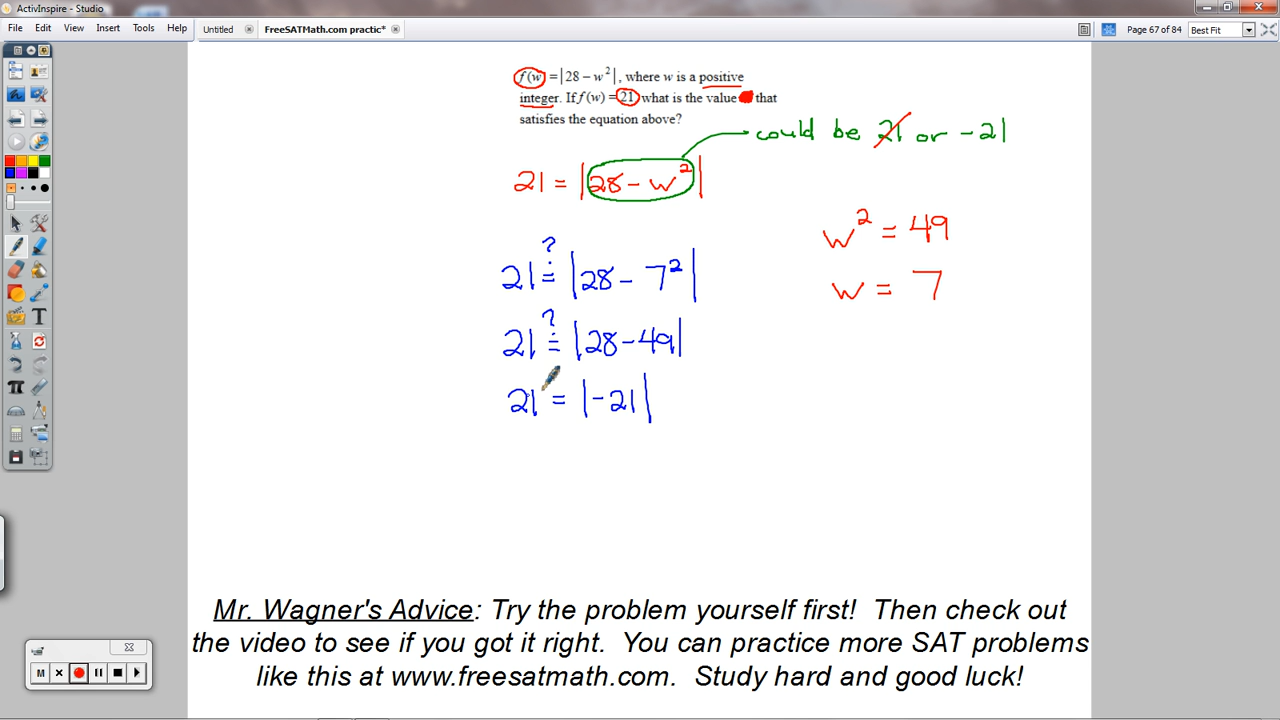 ActivInspire - Studio
File Edit View Insert Tools Help
Untitled FreeSATMath.com practic*
Page 67 of 84 Best Fit
f(w = |28 – w²|, where w is a positive
integer. If f(w) = 21 what is the value that
satisfies the equation above?
could be 21 or -21
21 = |28 - w²|
w² = 49
21 ≟ |28 - 7²|
w = 7
21 ≟ |28 - 49|
21 = |-21|
Mr. Wagner's Advice: Try the problem yourself first! Then check out
the video to see if you got it right. You can practice more SAT problems
like this at www.freesatmath.com. Study hard and good luck!
M